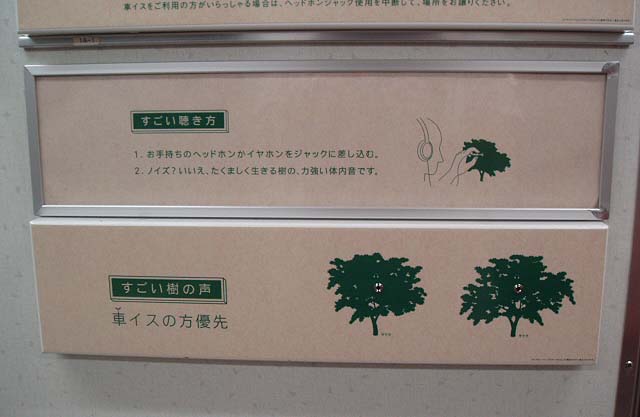 車イスをご利用の方がいらっしゃる場合は、ヘッドホンジャック使用を中断して、場所をお譲りください。
すごい聴き方
1. お手持ちのヘッドホンかイヤホンをジャックに差し込む。
2. ノイズ?いいえ、たくましく生きる樹の、力強い体内音です。
すごい樹の声
車イスの方優先